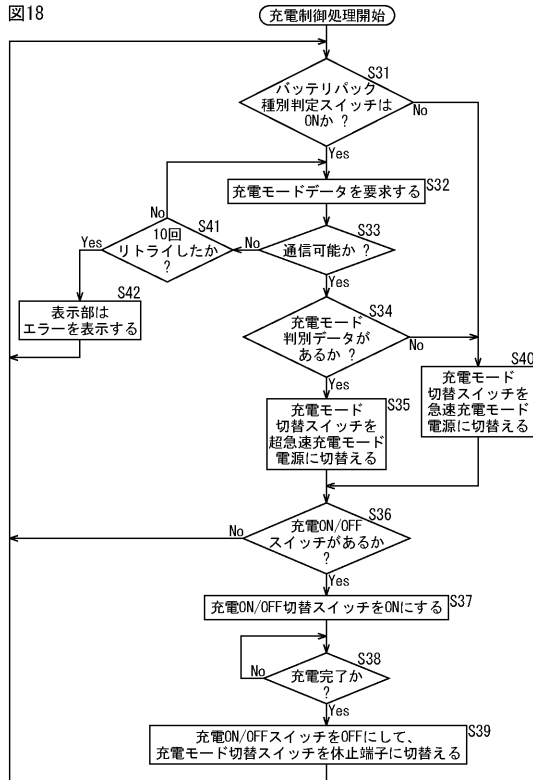 図18
充電制御処理開始
S31
バッテリパック
種別判定スイッチは
ONか ?
No
Yes
充電モードデータを要求する
S32
S33
通信可能か ?
No
Yes
S41
10回
リトライしたか
?
No
Yes
S42
表示部は
エラーを表示する
S34
充電モード
判別データが
あるか ?
No
Yes
S35
充電モード
切替スイッチを
超急速充電モード
電源に切替える
S40
充電モード
切替スイッチを
急速充電モード
電源に切替える
S36
充電ON/OFF
スイッチがあるか
?
No
Yes
充電ON/OFF切替スイッチをONにする
S37
S38
充電完了か
?
No
Yes
S39
充電ON/OFFスイッチをOFFにして、
充電モード切替スイッチを休止端子に切替える